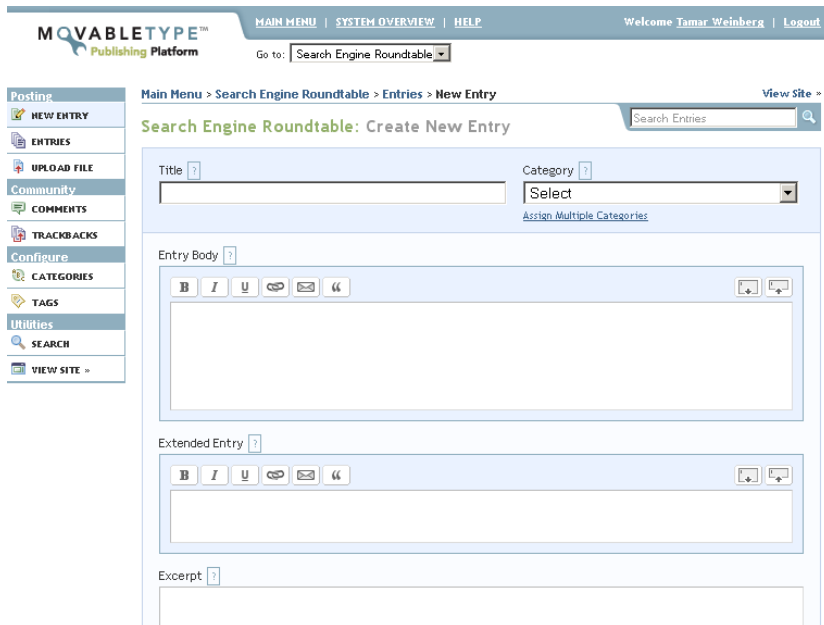 MOVABLETYPE™
Publishing Platform
MAIN MENU | SYSTEM OVERVIEW | HELP
Welcome Tamar Weinberg | Logout
Go to: Search Engine Roundtable
Posting
NEW ENTRY
ENTRIES
UPLOAD FILE
Community
COMMENTS
TRACKBACKS
Configure
CATEGORIES
TAGS
Utilities
SEARCH
VIEW SITE »
Main Menu > Search Engine Roundtable > Entries > New Entry
View Site »
Search Engine Roundtable: Create New Entry
Search Entries
Title ?
Category ?
Select
Assign Multiple Categories
Entry Body ?
B I U “
Extended Entry ?
B I U “
Excerpt ?